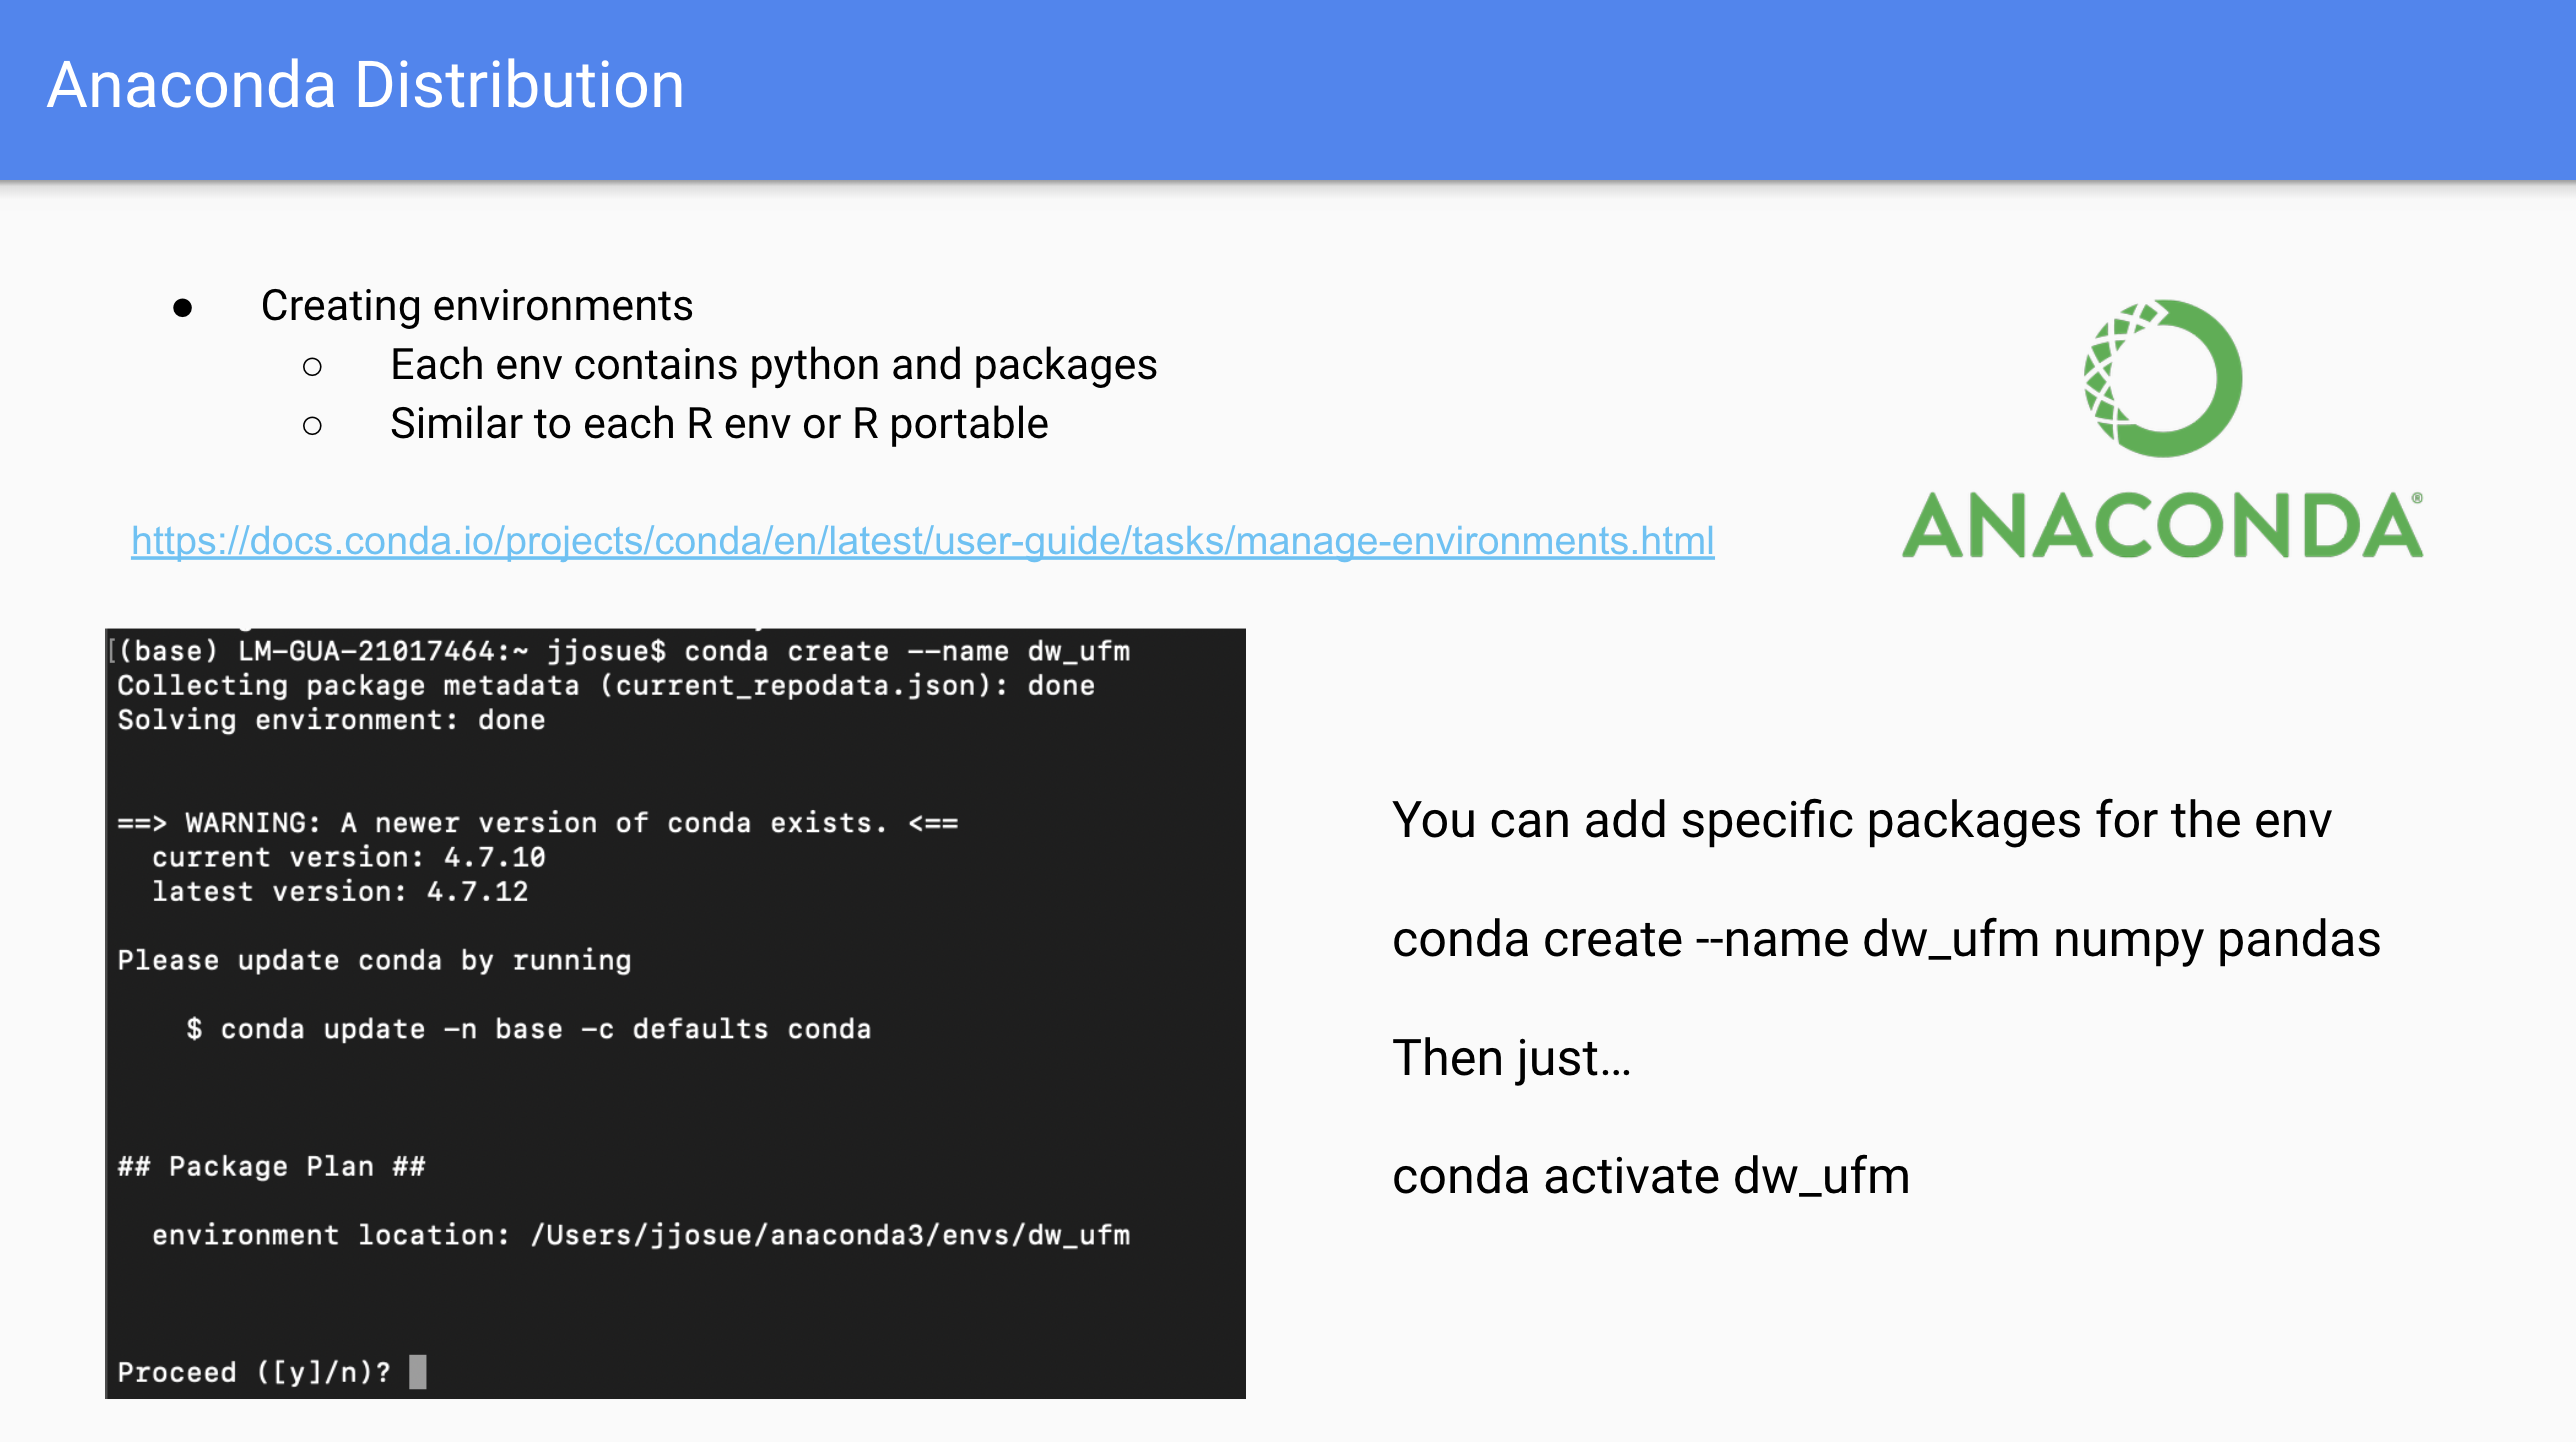 Anaconda Distribution
● Creating environments
○ Each env contains python and packages
○ Similar to each R env or R portable
https://docs.conda.io/projects/conda/en/latest/user-guide/tasks/manage-environments.html
ANACONDA®
[(base) LM-GUA-21017464:~ jjosue$ conda create --name dw_ufm
Collecting package metadata (current_repodata.json): done
Solving environment: done
==> WARNING: A newer version of conda exists. <==
current version: 4.7.10
latest version: 4.7.12
Please update conda by running
$ conda update -n base -c defaults conda
## Package Plan ##
environment location: /Users/jjosue/anaconda3/envs/dw_ufm
Proceed ([y]/n)?
You can add specific packages for the env
conda create --name dw_ufm numpy pandas
Then just...
conda activate dw_ufm